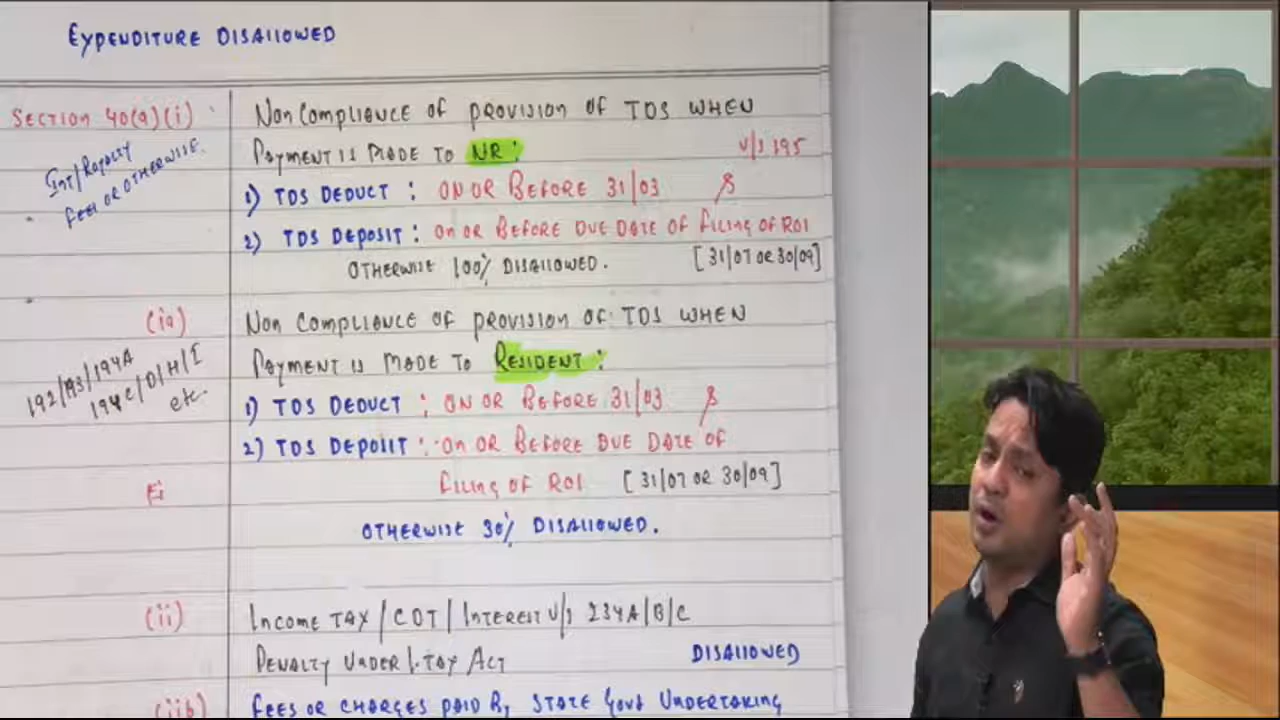 EXPENDITURE DISALLOWED
SECTION 40(a)(i)
Int/Royalty
FEES OR OTHERWISE.
NON COMPLIANCE OF PROVISION OF TDS WHEN
PAYMENT IS MADE TO NR:
U/S 195
1) TDS DEDUCT : ON OR BEFORE 31/03 &
2) TDS DEPOSIT : ON OR BEFORE DUE DATE OF FILING OF ROI
OTHERWISE 100% DISALLOWED. [31/07 OR 30/09]
(ia)
192/193/194A
194C/D/H/I
etc.
NON COMPLIANCE OF PROVISION OF TDS WHEN
PAYMENT IS MADE TO RESIDENT:
1) TDS DEDUCT : ON OR BEFORE 31/03 &
2) TDS DEPOSIT : ON OR BEFORE DUE DATE OF
FILING OF ROI [31/07 OR 30/09]
OTHERWISE 30% DISALLOWED.
(ii)
INCOME TAX / CDT / INTEREST U/S 234A/B/C
PENALTY UNDER I.TAX ACT DISALLOWED
(iib)
FEES OR CHARGES PAID BY STATE GOVT UNDERTAKING